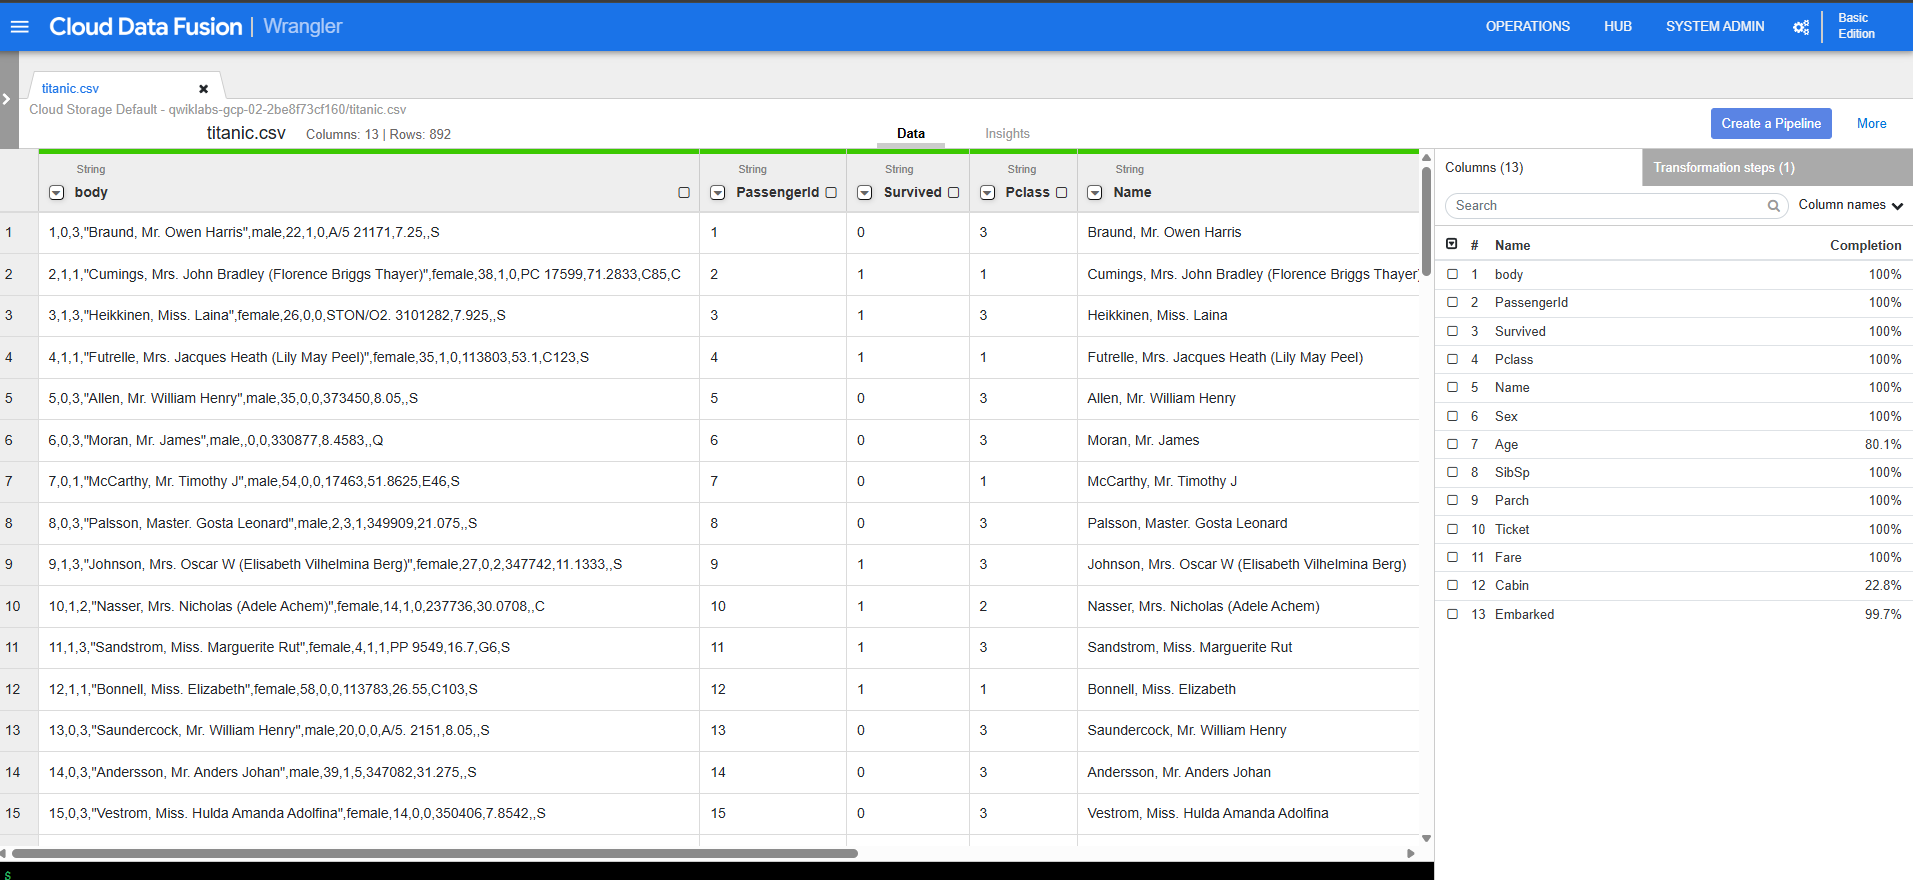 Cloud Data Fusion | Wrangler OPERATIONS HUB SYSTEM ADMIN Basic Edition
titanic.csv
Cloud Storage Default - qwiklabs-gcp-02-2be8f73cf160/titanic.csv
titanic.csv Columns: 13 | Rows: 892 Data Insights Create a Pipeline More
String String String String String
body PassengerId Survived Pclass Name
1 1,0,3,"Braund, Mr. Owen Harris",male,22,1,0,A/5 21171,7.25,,S 1 0 3 Braund, Mr. Owen Harris
2 2,1,1,"Cumings, Mrs. John Bradley (Florence Briggs Thayer)",female,38,1,0,PC 17599,71.2833,C85,C 2 1 1 Cumings, Mrs. John Bradley (Florence Briggs Thayer)
3 3,1,3,"Heikkinen, Miss. Laina",female,26,0,0,STON/O2. 3101282,7.925,,S 3 1 3 Heikkinen, Miss. Laina
4 4,1,1,"Futrelle, Mrs. Jacques Heath (Lily May Peel)",female,35,1,0,113803,53.1,C123,S 4 1 1 Futrelle, Mrs. Jacques Heath (Lily May Peel)
5 5,0,3,"Allen, Mr. William Henry",male,35,0,0,373450,8.05,,S 5 0 3 Allen, Mr. William Henry
6 6,0,3,"Moran, Mr. James",male,,0,0,330877,8.4583,,Q 6 0 3 Moran, Mr. James
7 7,0,1,"McCarthy, Mr. Timothy J",male,54,0,0,17463,51.8625,E46,S 7 0 1 McCarthy, Mr. Timothy J
8 8,0,3,"Palsson, Master. Gosta Leonard",male,2,3,1,349909,21.075,,S 8 0 3 Palsson, Master. Gosta Leonard
9 9,1,3,"Johnson, Mrs. Oscar W (Elisabeth Vilhelmina Berg)",female,27,0,2,347742,11.1333,,S 9 1 3 Johnson, Mrs. Oscar W (Elisabeth Vilhelmina Berg)
10 10,1,2,"Nasser, Mrs. Nicholas (Adele Achem)",female,14,1,0,237736,30.0708,,C 10 1 2 Nasser, Mrs. Nicholas (Adele Achem)
11 11,1,3,"Sandstrom, Miss. Marguerite Rut",female,4,1,1,PP 9549,16.7,G6,S 11 1 3 Sandstrom, Miss. Marguerite Rut
12 12,1,1,"Bonnell, Miss. Elizabeth",female,58,0,0,113783,26.55,C103,S 12 1 1 Bonnell, Miss. Elizabeth
13 13,0,3,"Saundercock, Mr. William Henry",male,20,0,0,A/5. 2151,8.05,,S 13 0 3 Saundercock, Mr. William Henry
14 14,0,3,"Andersson, Mr. Anders Johan",male,39,1,5,347082,31.275,,S 14 0 3 Andersson, Mr. Anders Johan
15 15,0,3,"Vestrom, Miss. Hulda Amanda Adolfina",female,14,0,0,350406,7.8542,,S 15 0 3 Vestrom, Miss. Hulda Amanda Adolfina
Columns (13) Transformation steps (1)
Search Column names
# Name Completion
1 body 100%
2 PassengerId 100%
3 Survived 100%
4 Pclass 100%
5 Name 100%
6 Sex 100%
7 Age 80.1%
8 SibSp 100%
9 Parch 100%
10 Ticket 100%
11 Fare 100%
12 Cabin 22.8%
13 Embarked 99.7%
$